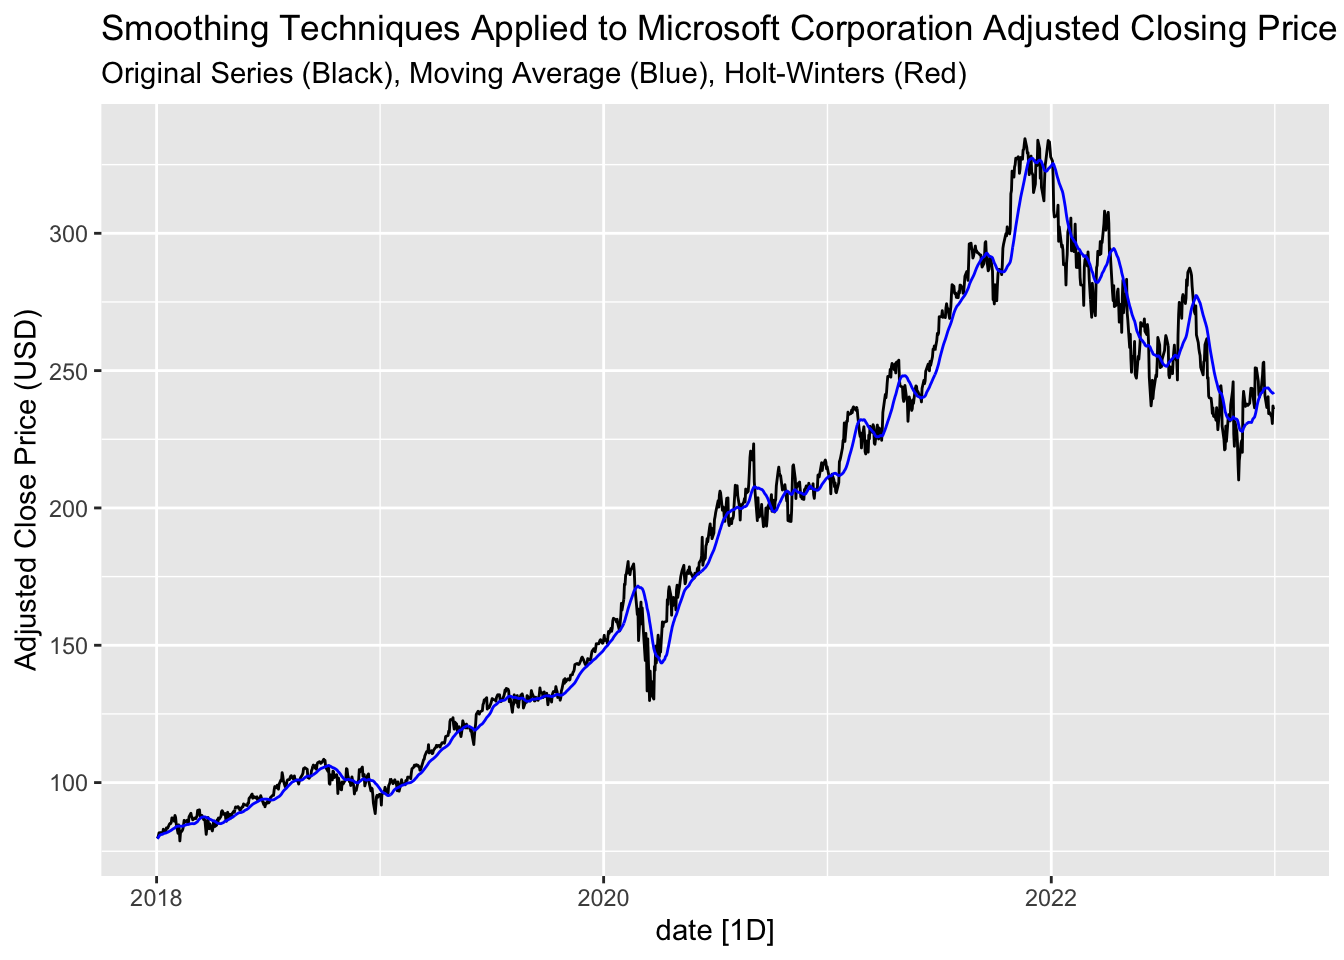 Smoothing Techniques Applied to Microsoft Corporation Adjusted Closing Price
Original Series (Black), Moving Average (Blue), Holt-Winters (Red)
Adjusted Close Price (USD)
300
250
200
150
100
2018
2020
2022
date [1D]